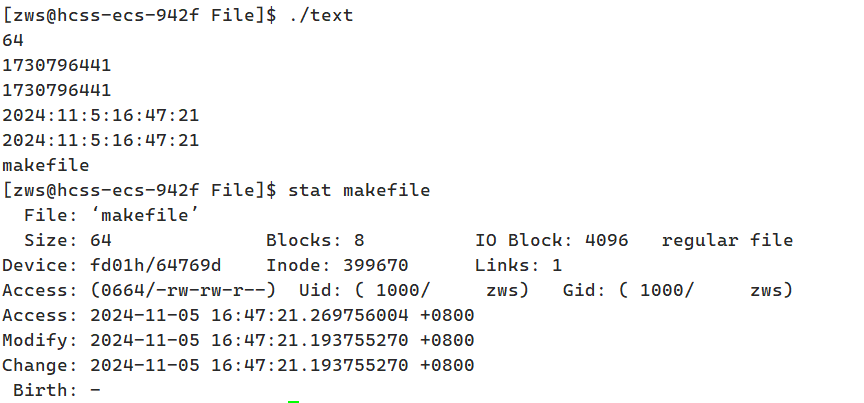 [zws@hcss-ecs-942f File]$ ./text
64
1730796441
1730796441
2024:11:5:16:47:21
2024:11:5:16:47:21
makefile
[zws@hcss-ecs-942f File]$ stat makefile
  File: ‘makefile’
  Size: 64              Blocks: 8          IO Block: 4096   regular file
Device: fd01h/64769d    Inode: 399670      Links: 1
Access: (0664/-rw-rw-r--)  Uid: ( 1000/     zws)   Gid: ( 1000/     zws)
Access: 2024-11-05 16:47:21.269756004 +0800
Modify: 2024-11-05 16:47:21.193755270 +0800
Change: 2024-11-05 16:47:21.193755270 +0800
 Birth: -